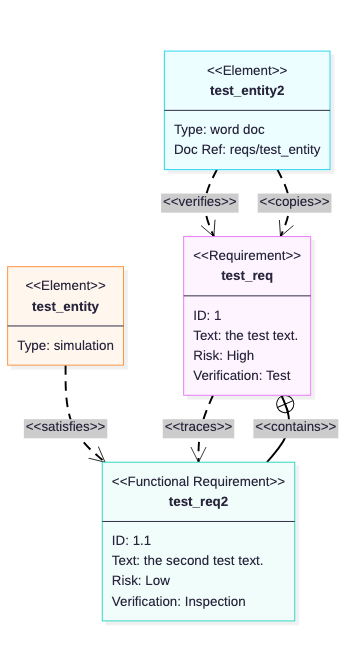 <<Element>>
test_entity2
Type: word doc
Doc Ref: reqs/test_entity
<<verifies>>
<<copies>>
<<Requirement>>
test_req
ID: 1
Text: the test text.
Risk: High
Verification: Test
<<Element>>
test_entity
Type: simulation
<<satisfies>>
<<traces>>
<<contains>>
<<Functional Requirement>>
test_req2
ID: 1.1
Text: the second test text.
Risk: Low
Verification: Inspection